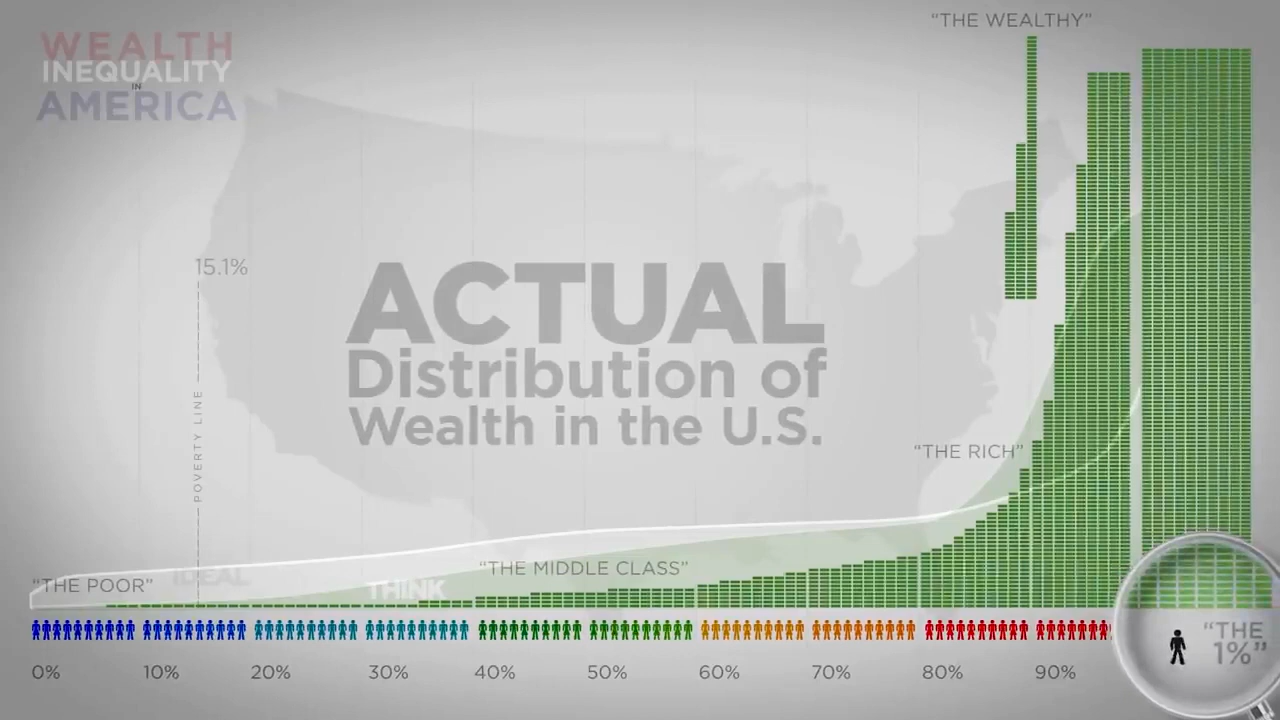 WEALTH
INEQUALITY
IN
AMERICA
"THE WEALTHY"
15.1%
POVERTY LINE
ACTUAL
Distribution of
Wealth in the U.S.
"THE RICH"
"THE POOR"
IDEAL
THINK
"THE MIDDLE CLASS"
"THE
1%"
0% 10% 20% 30% 40% 50% 60% 70% 80% 90%